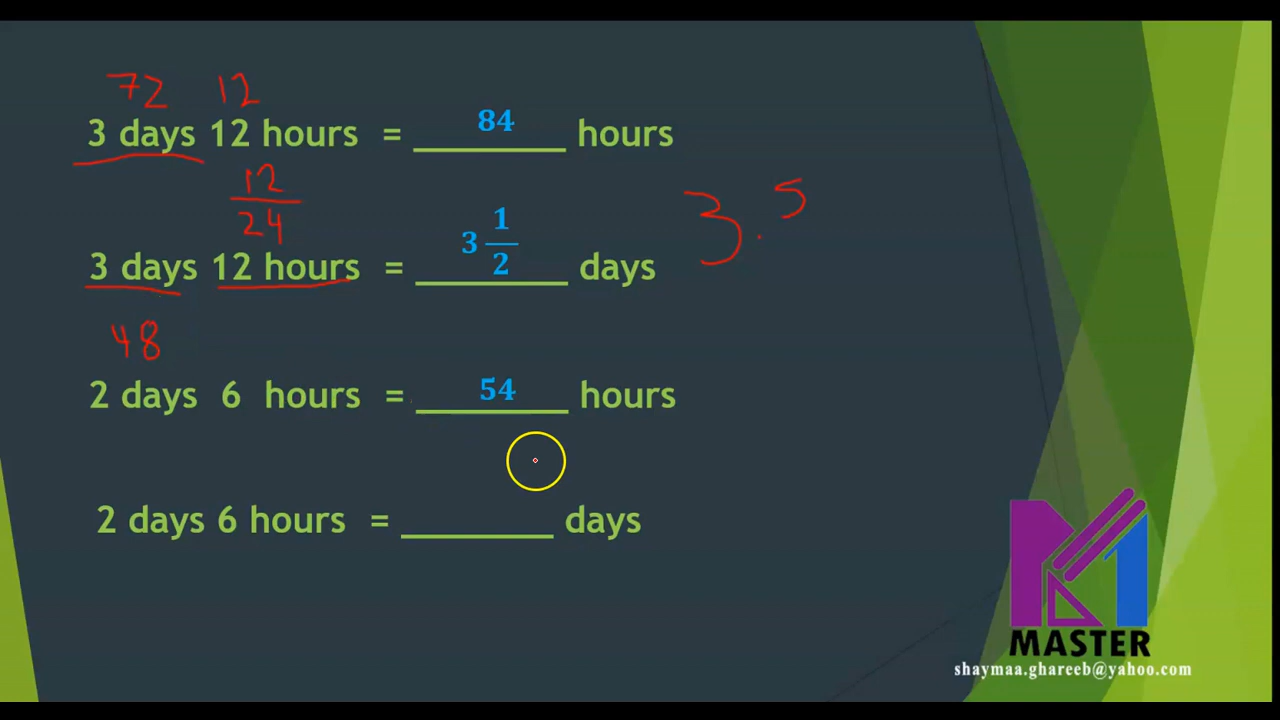 72 12
3 days 12 hours = 84 hours
12
24
3.5
3 days 12 hours = 3 1/2 days
48
2 days 6 hours = 54 hours
2 days 6 hours = ________ days
MASTER
shaymaa.ghareeb@yahoo.com